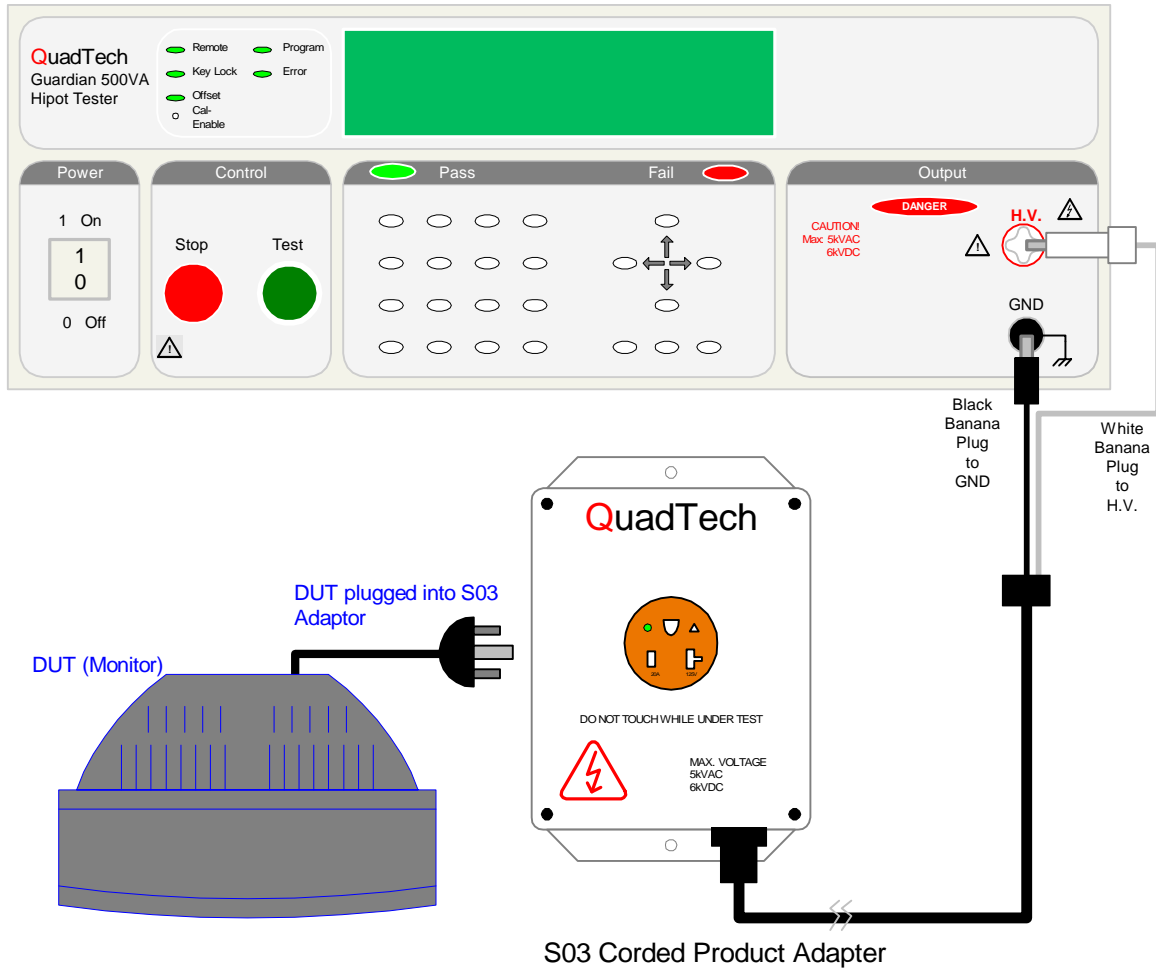 QuadTech
Guardian 500VA
Hipot Tester
Remote
Program
Key Lock
Error
Offset
Cal-
Enable
Power
Control
Pass
Fail
Output
1 On
1
0
0 Off
Stop
Test
DANGER
CAUTION!
Max: 5kVAC
6kVDC
H.V.
GND
Black
Banana
Plug
to
GND
White
Banana
Plug
to
H.V.
QuadTech
DUT plugged into S03
Adaptor
DUT (Monitor)
20A
120V
DO NOT TOUCH WHILE UNDER TEST
MAX. VOLTAGE
5kVAC
6kVDC
S03 Corded Product Adapter